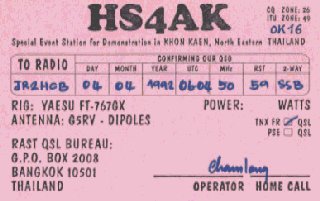 HS4AK
CQ ZONE: 26
ITU ZONE: 49
OK16
Special Event Station for Demonstration in KHON KAEN, North Eastern THAILAND
TO RADIO
CONFIRMING OUR QSO
DAY MONTH YEAR UTC MHz RST 2-WAY
JR2HCB 04 04 1992 0604 50 59 SSB
RIG: YAESU FT-767GX POWER: WATTS
ANTENNA: G5RV - DIPOLES
TNX FR QSL
PSE QSL
RAST QSL BUREAU:
G.P.O. BOX 2008
BANGKOK 10501
THAILAND
OPERATOR HOME CALL